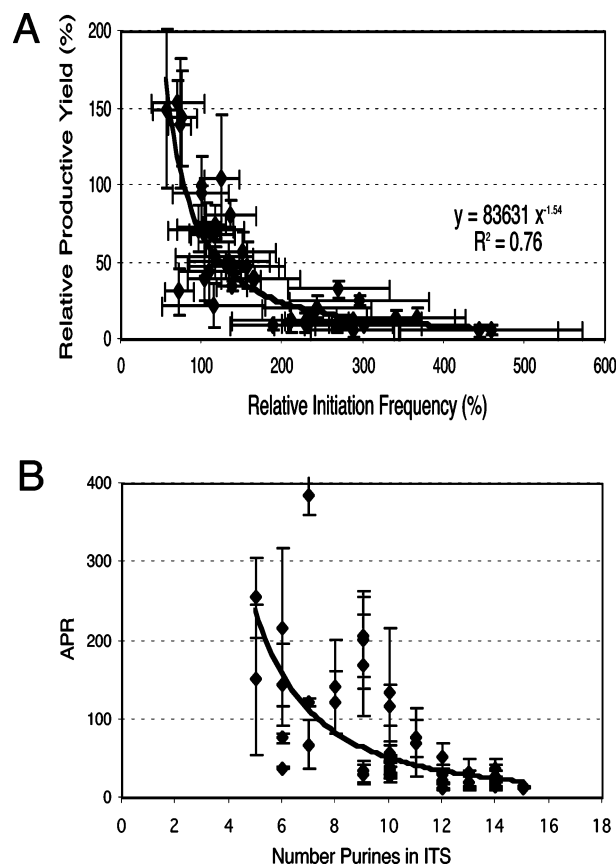 A
200
150
100
50
0
Relative Productive Yield (%)
y = 83631 x^-1.54
R² = 0.76
0 100 200 300 400 500 600
Relative Initiation Frequency (%)
B
400
300
200
100
0
APR
0 2 4 6 8 10 12 14 16 18
Number Purines in ITS